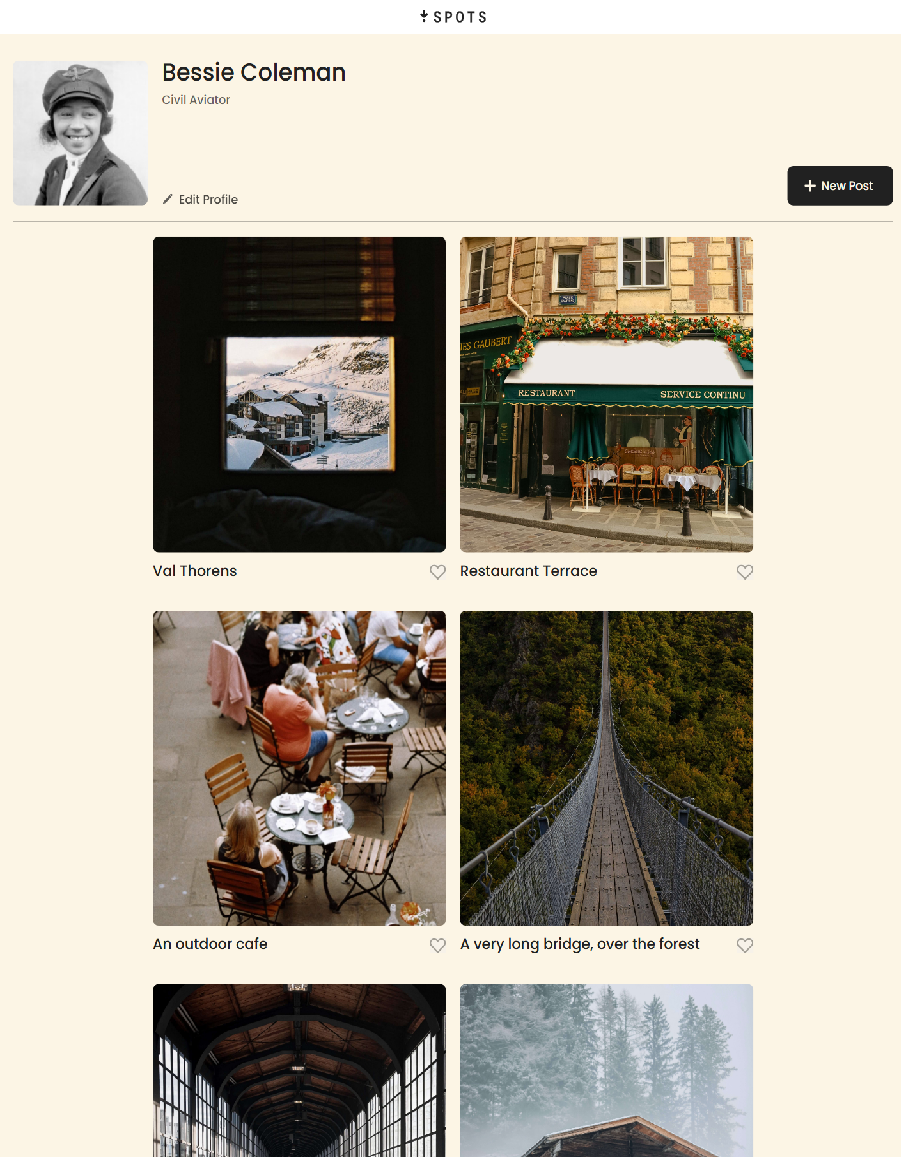 SPOTS
Bessie Coleman
Civil Aviator
Edit Profile
New Post
ES GAUBERT
RESTAURANT
SERVICE CONTINU
Val Thorens
Restaurant Terrace
An outdoor cafe
A very long bridge, over the forest